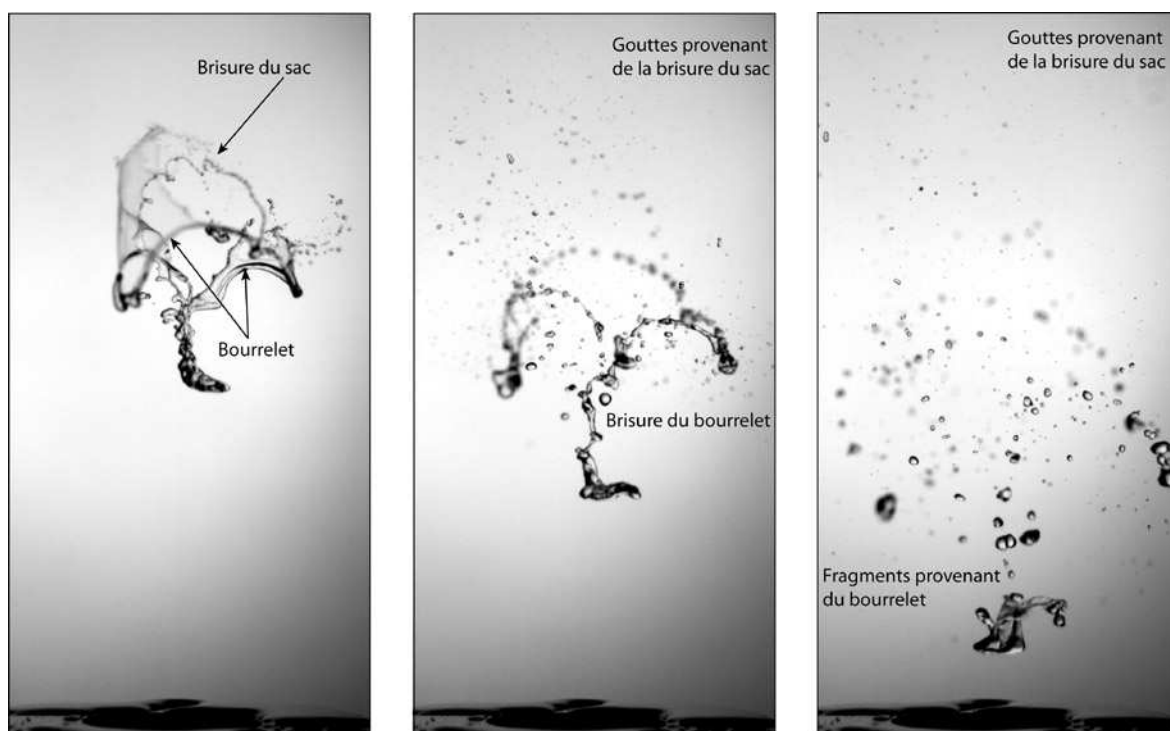 Brisure du sac
Bourrelet
Gouttes provenant
de la brisure du sac
Brisure du bourrelet
Gouttes provenant
de la brisure du sac
Fragments provenant
du bourrelet